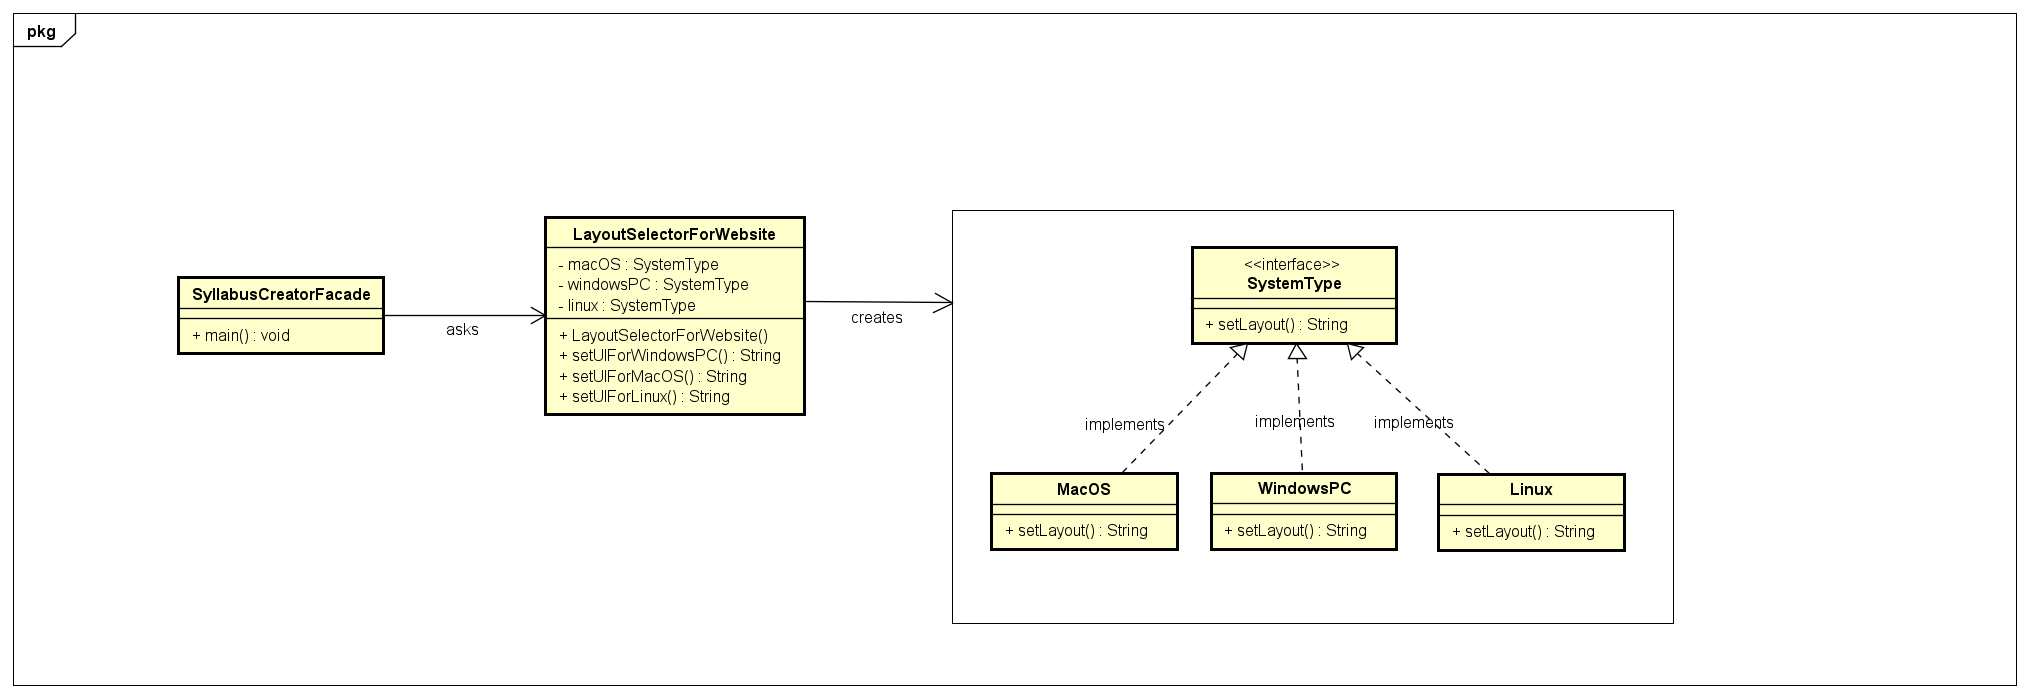 pkg
SyllabusCreatorFacade
+ main() : void
asks
LayoutSelectorForWebsite
- macOS : SystemType
- windowsPC : SystemType
- linux : SystemType
+ LayoutSelectorForWebsite()
+ setUIForWindowsPC() : String
+ setUIForMacOS() : String
+ setUIForLinux() : String
creates
<<interface>>
SystemType
+ setLayout() : String
implements
implements
implements
MacOS
+ setLayout() : String
WindowsPC
+ setLayout() : String
Linux
+ setLayout() : String